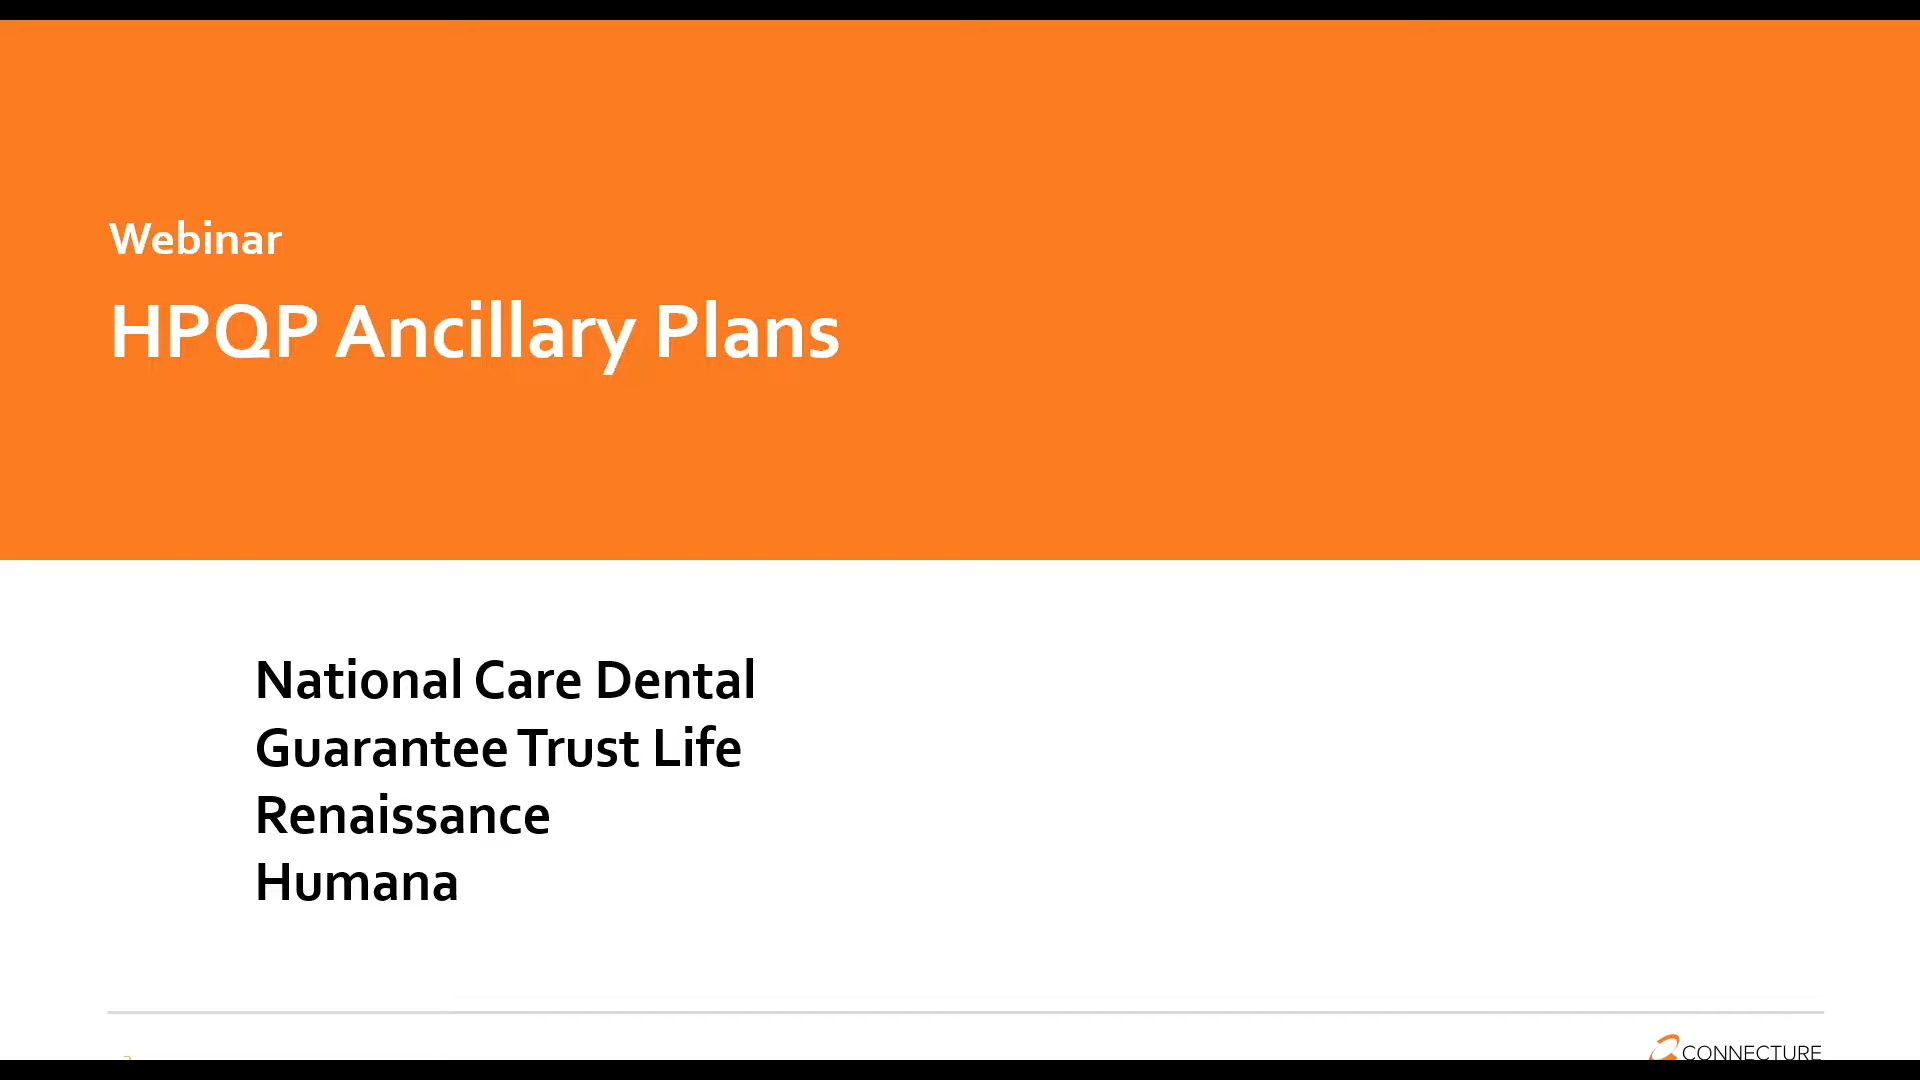 Webinar
HPQP Ancillary Plans
National Care Dental
Guarantee Trust Life
Renaissance
Humana
CONNECTURE